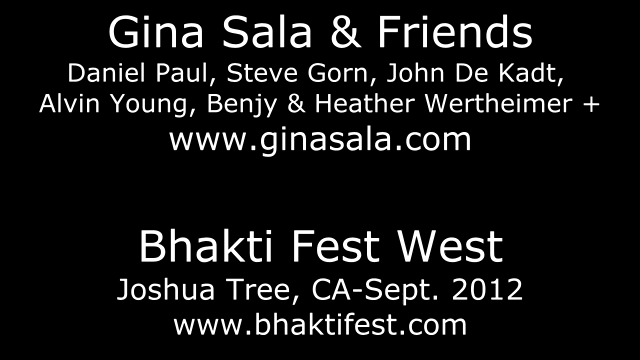 Gina Sala & Friends
Daniel Paul, Steve Gorn, John De Kadt,
Alvin Young, Benjy & Heather Wertheimer +
www.ginasala.com
Bhakti Fest West
Joshua Tree, CA-Sept. 2012
www.bhaktifest.com